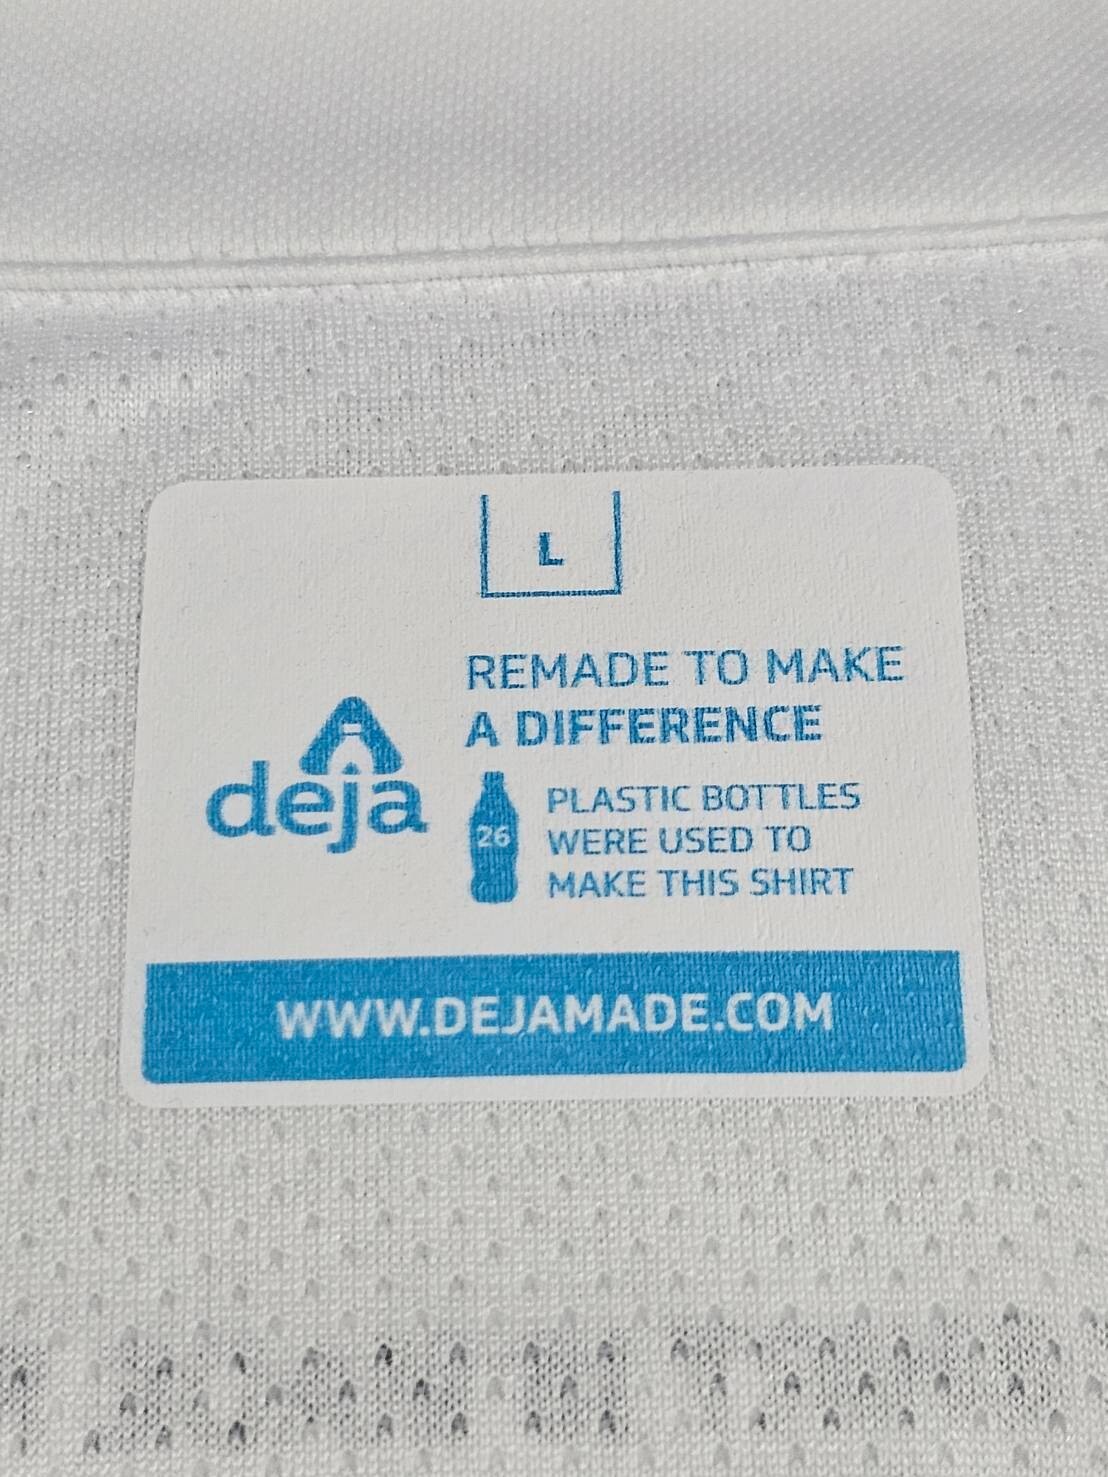 L
REMADE TO MAKE
A DIFFERENCE
deja
26
PLASTIC BOTTLES
WERE USED TO
MAKE THIS SHIRT
WWW.DEJAMADE.COM